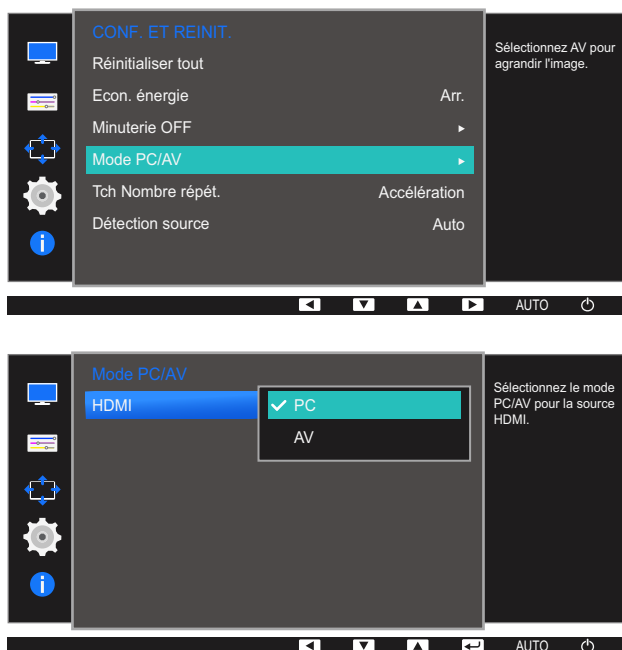 CONF. ET REINIT.
Réinitialiser tout
Econ. énergie Arr.
Minuterie OFF
Mode PC/AV
Tch Nombre répét. Accélération
Détection source Auto
Sélectionnez AV pour
agrandir l'image.
AUTO
Mode PC/AV
HDMI
PC
AV
Sélectionnez le mode
PC/AV pour la source
HDMI.
AUTO